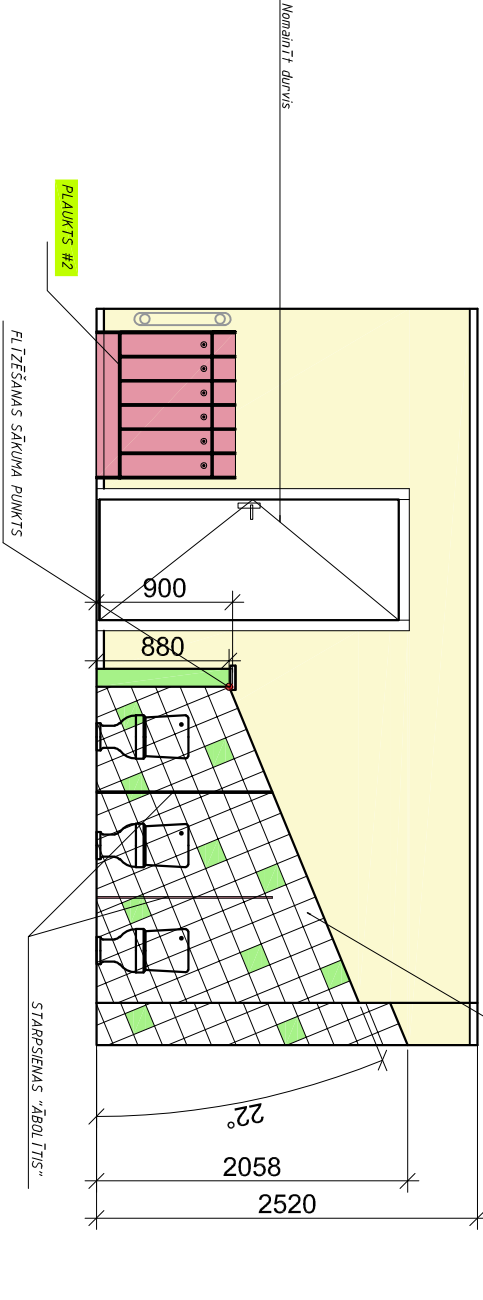 NomainĪt durvis
PLAUKTS #2
FLĪZĒŠANAS SĀKUMA PUNKTS
900
880
STARPSIENAS "ĀBOLĪTIS"
22°
2058
2520